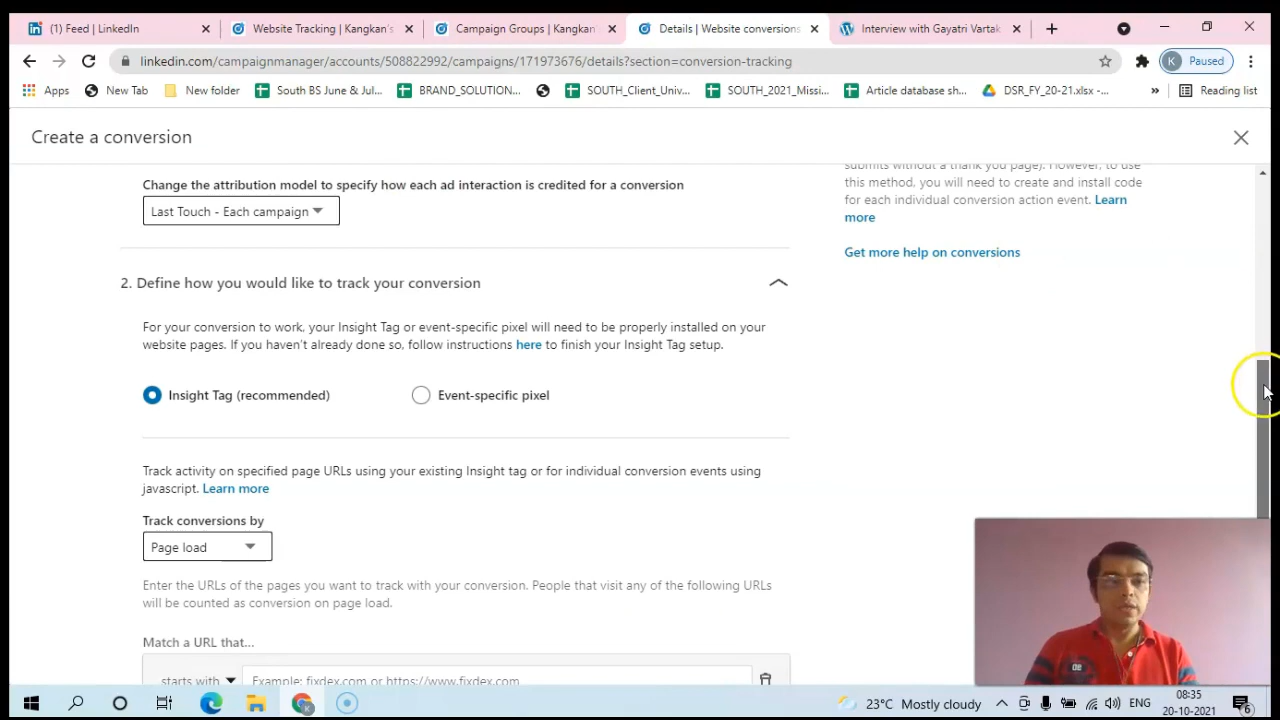 (1) Feed | LinkedIn
Website Tracking | Kangkan's
Campaign Groups | Kangkan
Details | Website conversions
Interview with Gayatri Vartak
linkedin.com/campaignmanager/accounts/508822992/campaigns/171973676/details?section=conversion-tracking
K Paused
Apps
New Tab
New folder
South BS June & Jul...
BRAND_SOLUTION...
SOUTH_Client_Univ...
SOUTH_2021_Missi...
Article database sh...
DSR_FY_20-21.xlsx -...
»
Reading list
Create a conversion
submits without a thank you page). However, to use
this method, you will need to create and install code
for each individual conversion action event. Learn
more
Get more help on conversions
Change the attribution model to specify how each ad interaction is credited for a conversion
Last Touch - Each campaign
2. Define how you would like to track your conversion
For your conversion to work, your Insight Tag or event-specific pixel will need to be properly installed on your
website pages. If you haven't already done so, follow instructions here to finish your Insight Tag setup.
Insight Tag (recommended)
Event-specific pixel
Track activity on specified page URLs using your existing Insight tag or for individual conversion events using
javascript. Learn more
Track conversions by
Page load
Enter the URLs of the pages you want to track with your conversion. People that visit any of the following URLs
will be counted as conversion on page load.
Match a URL that...
starts with
Example: fixdex.com or https://www.fixdex.com
23°C Mostly cloudy
ENG
08:35
20-10-2021
6